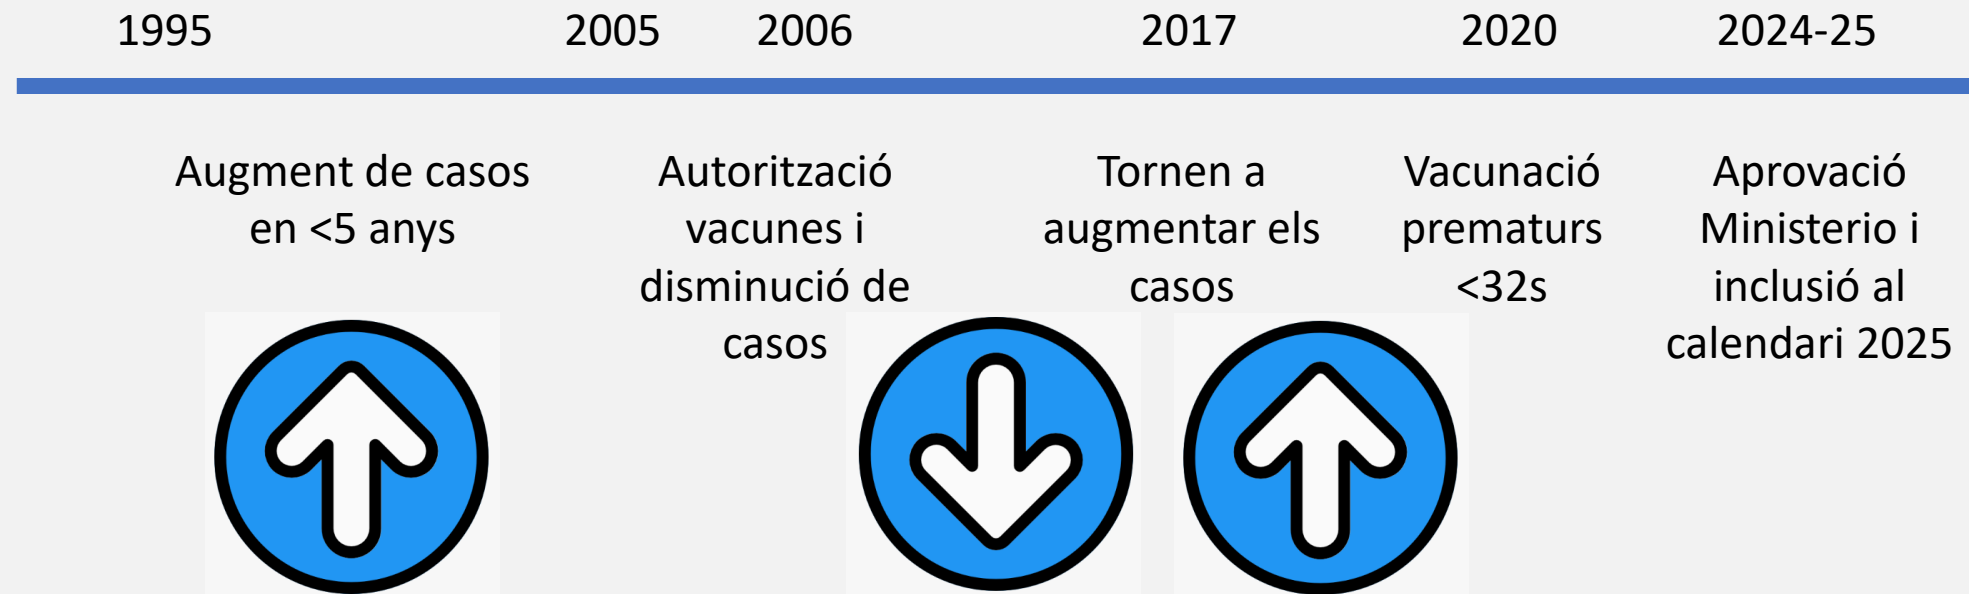 1995 2005 2006 2017 2020 2024-25
Augment de casos
en <5 anys
Autorització
vacunes i
disminució de
casos
Tornen a
augmentar els
casos
Vacunació
prematurs
<32s
Aprovació
Ministerio i
inclusió al
calendari 2025